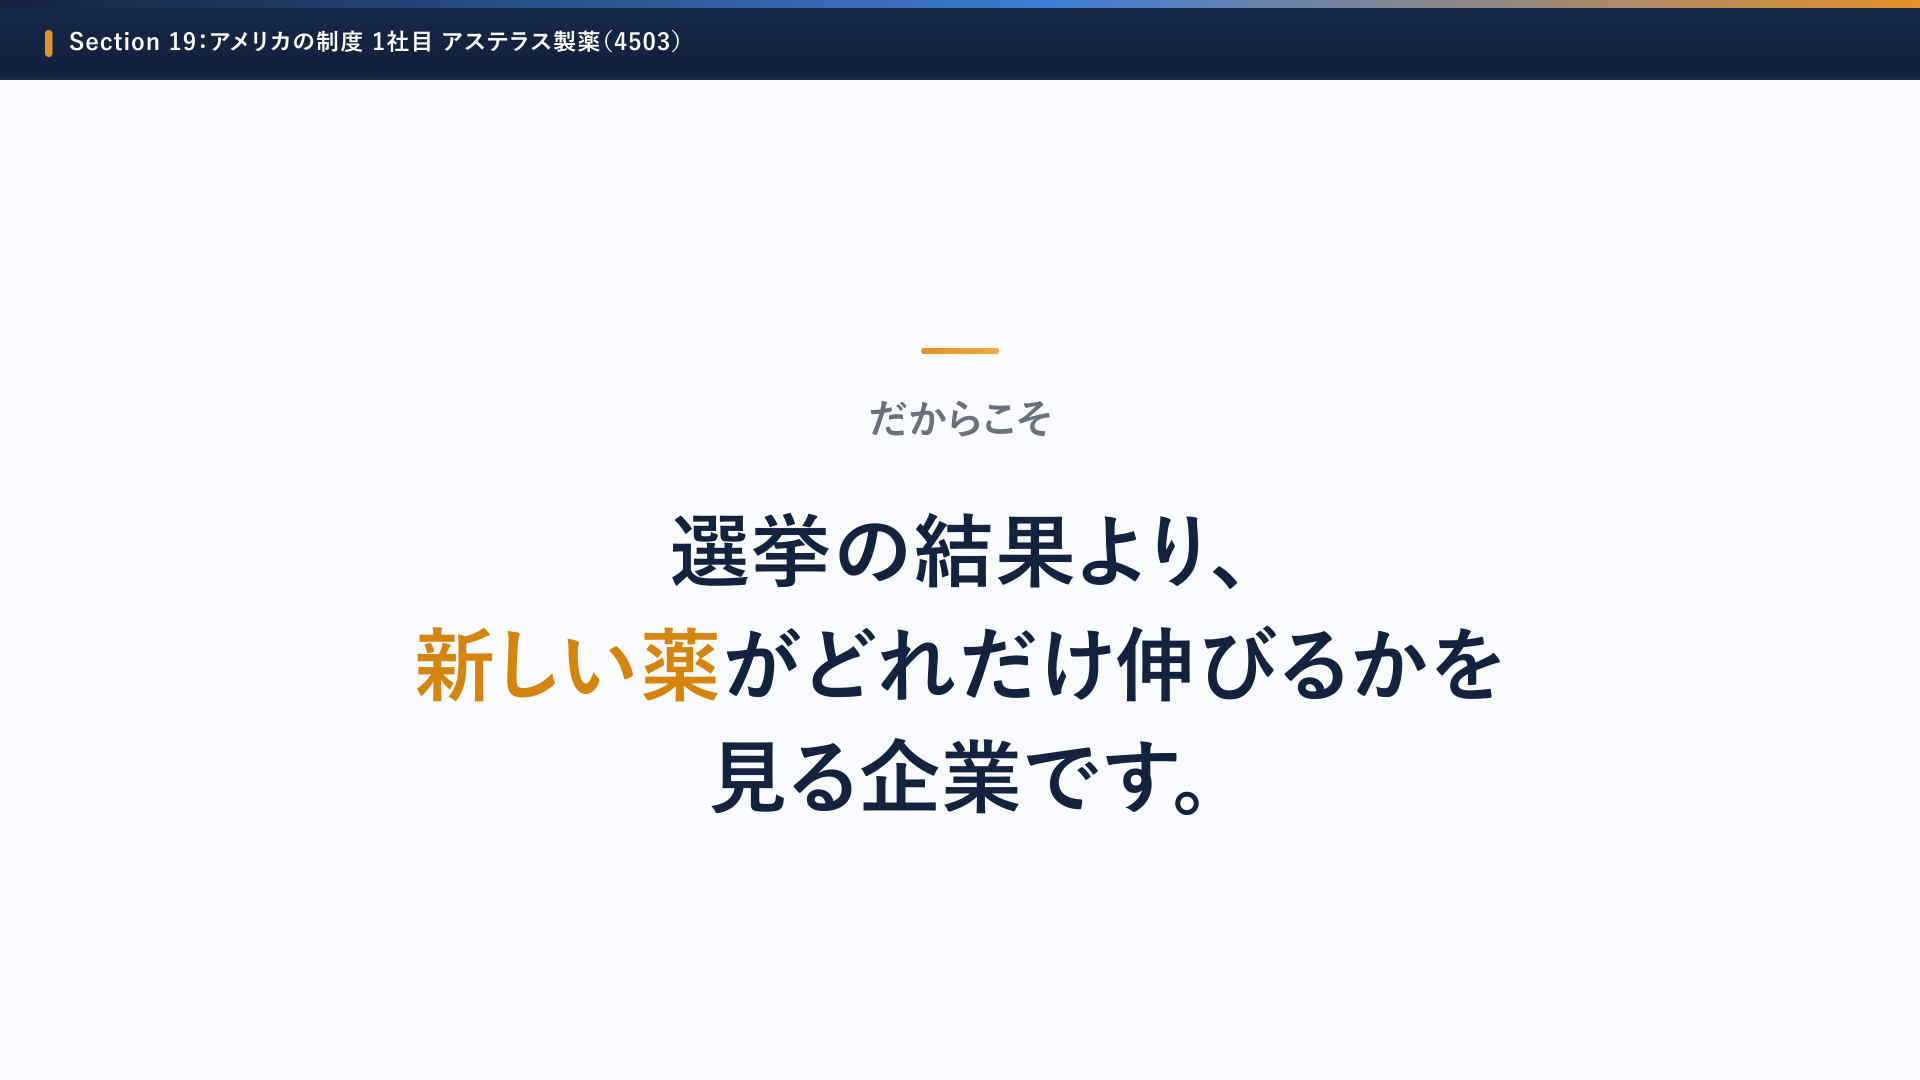 Section 19：アメリカの制度 1社目 アステラス製薬（4503）
だからこそ
選挙の結果より、
新しい薬がどれだけ伸びるかを
見る企業です。